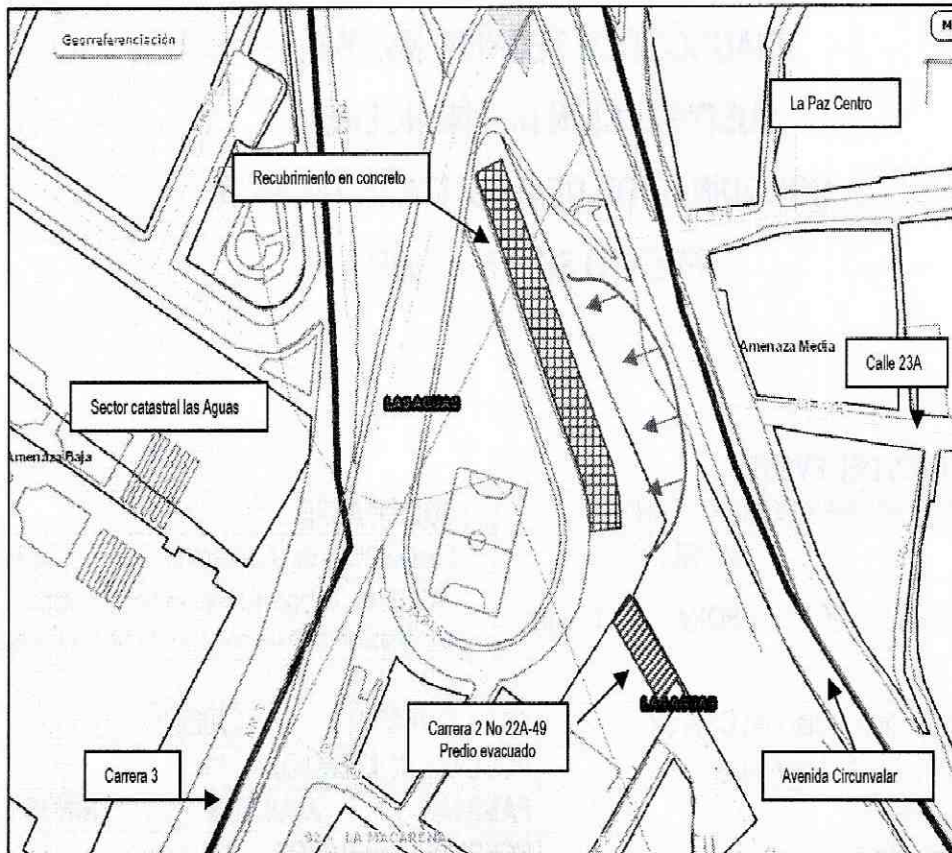 Georreferenciación
La Paz Centro
Recubrimiento en concreto
Amenaza Media
Calle 23A
Sector catastral las Aguas
LAS AGUAS
Amenaza Baja
Carrera 2 No 22A-49
Predio evacuado
LAS AGUAS
Carrera 3
Avenida Circunvalar
LA MACARENA